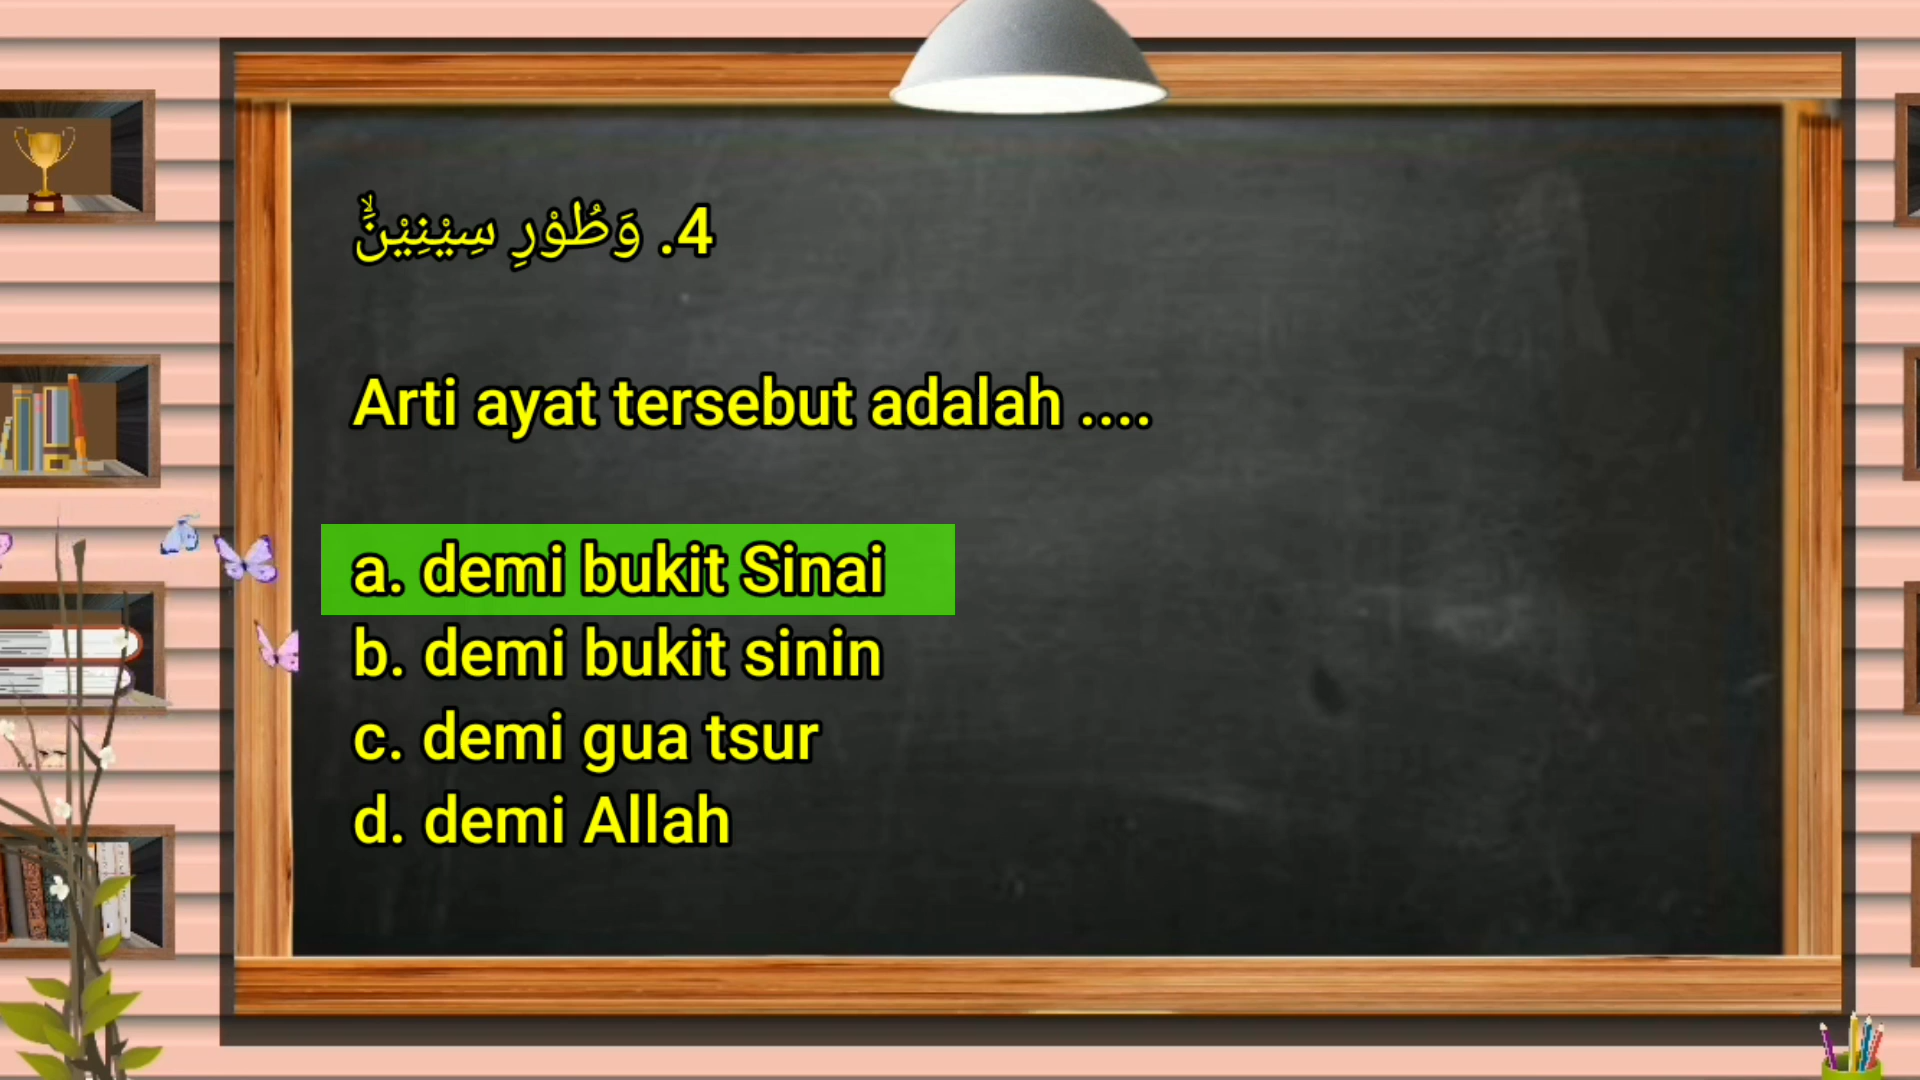 4. وَطُوْرِ سِيْنِيْنَۙ
Arti ayat tersebut adalah ....
a. demi bukit Sinai
b. demi bukit sinin
c. demi gua tsur
d. demi Allah